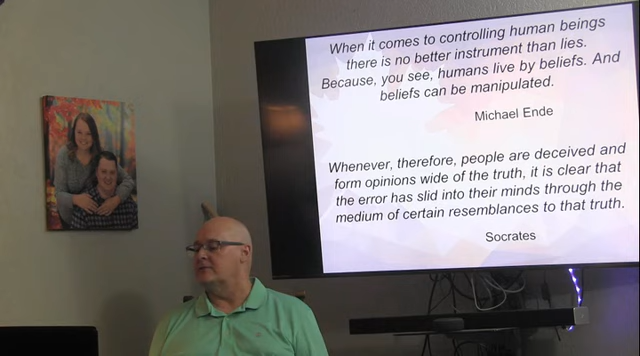 When it comes to controlling human beings
there is no better instrument than lies.
Because, you see, humans live by beliefs. And
beliefs can be manipulated.
Michael Ende
Whenever, therefore, people are deceived and
form opinions wide of the truth, it is clear that
the error has slid into their minds through the
medium of certain resemblances to that truth.
Socrates